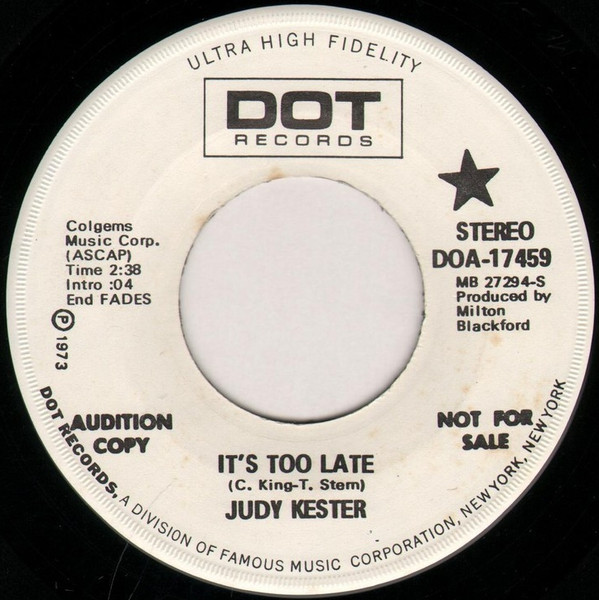 ULTRA HIGH FIDELITY
DOT
RECORDS
Colgems
Music Corp.
(ASCAP)
Time 2:38
Intro :04
End FADES
Ⓟ 1973
STEREO
DOA-17459
MB 27294-S
Produced by
Milton
Blackford
AUDITION
COPY
NOT FOR
SALE
IT'S TOO LATE
(C. King-T. Stern)
JUDY KESTER
DOT RECORDS, A DIVISION OF FAMOUS MUSIC CORPORATION, NEW YORK, NEW YORK